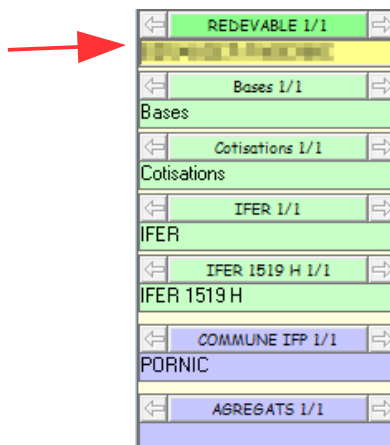 REDEVABLE 1/1
Bases 1/1
Bases
Cotisations 1/1
Cotisations
IFER 1/1
IFER
IFER 1519 H 1/1
IFER 1519 H
COMMUNE IFP 1/1
PORNIC
AGREGATS 1/1